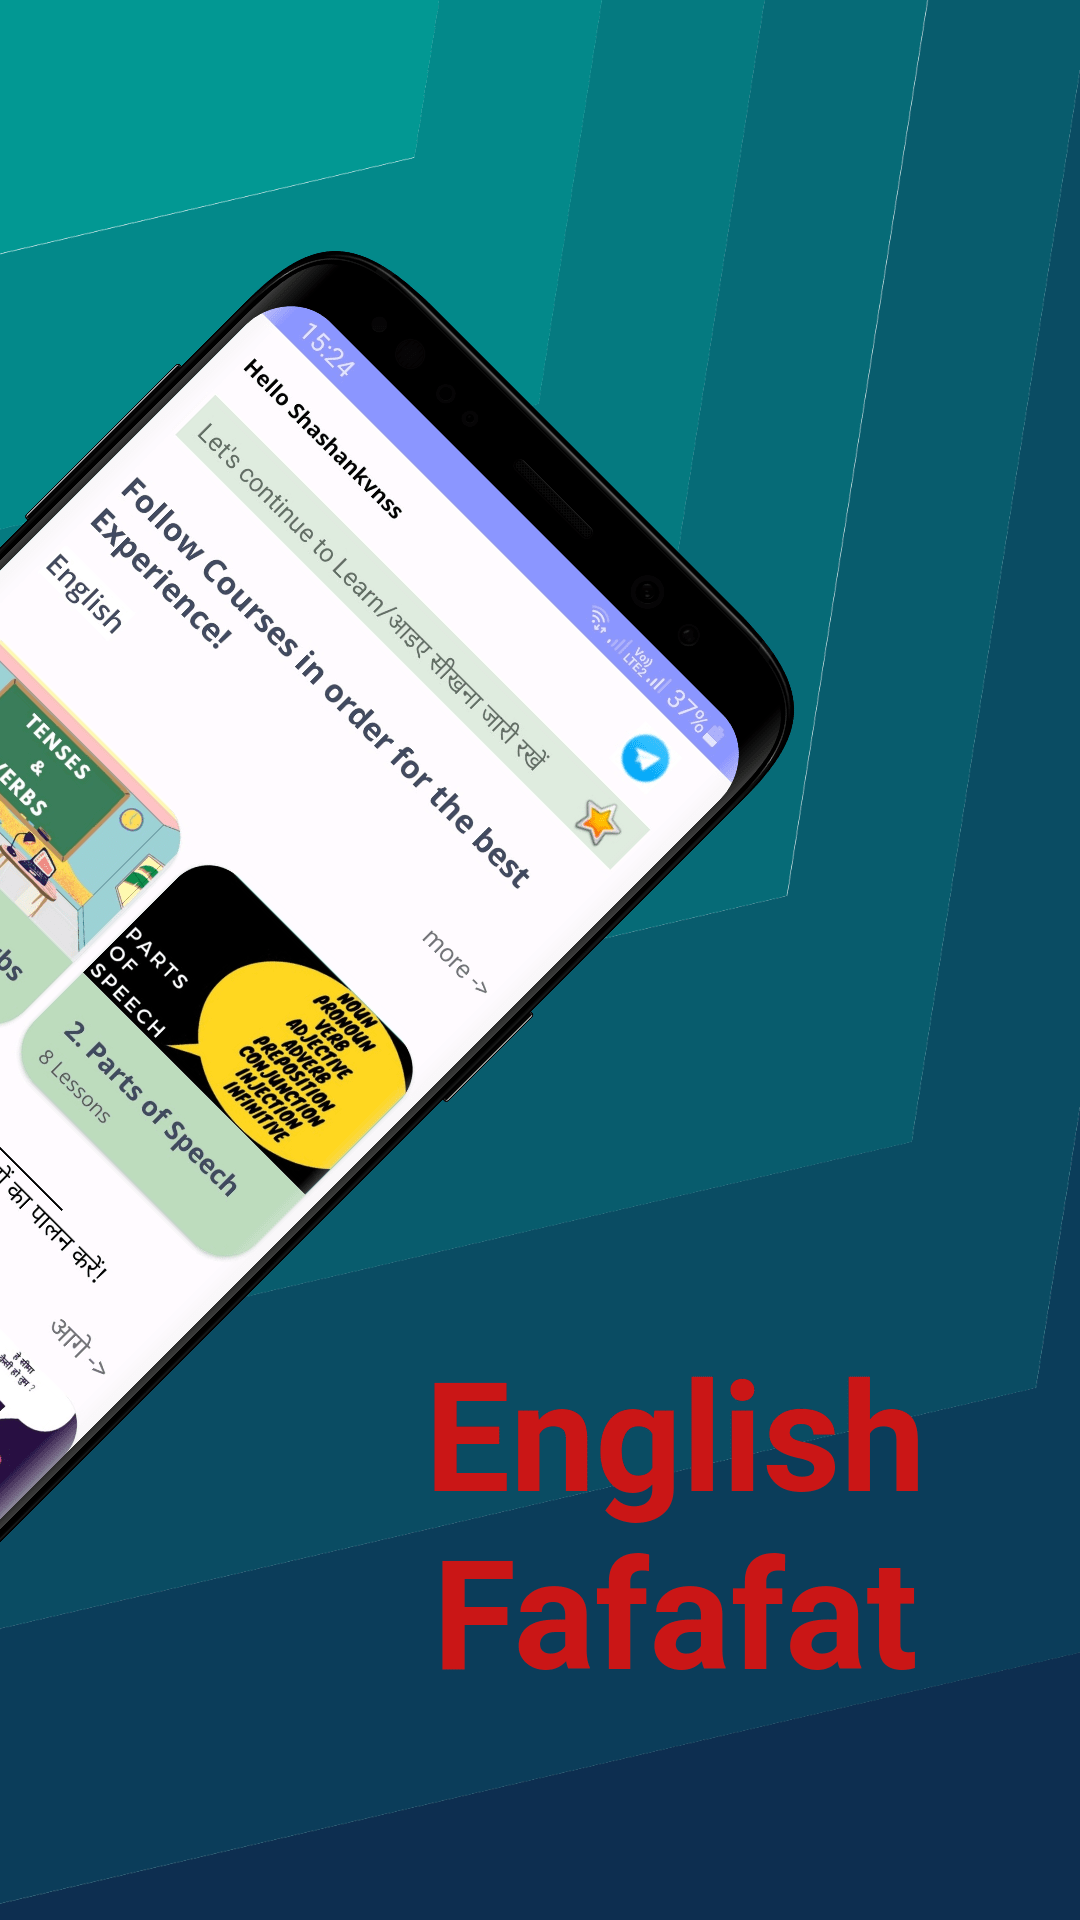 15:24
LTE2
37%
Hello Shashankvnss
Let's continue to Learn/आइए सीखना जारी रखें
Follow Courses in order for the best
Experience!
English
more ->
TENSES
&
VERBS
PARTS
OF
SPEECH
NOUN
PRONOUN
VERB
ADJECTIVE
ADVERB
PREPOSITION
CONJUNCTION
INJECTION
INFINITIVE
2. Parts of Speech
8 Lessons
का पालन करें!
आगे ->
English
Fafafat